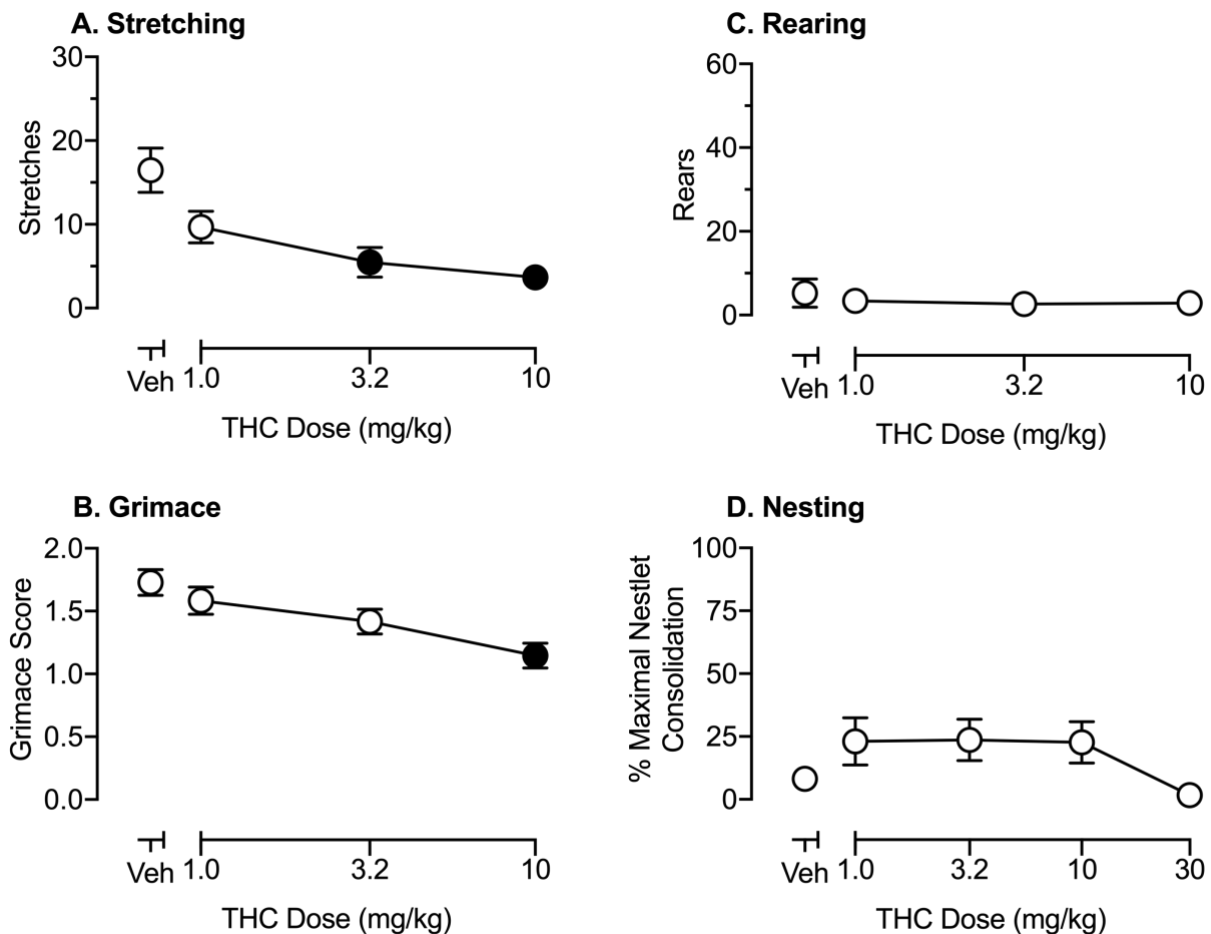 A. Stretching
30
20
10
0
Stretches
Veh 1.0 3.2 10
THC Dose (mg/kg)
B. Grimace
2.0
1.5
1.0
0.5
0.0
Grimace Score
Veh 1.0 3.2 10
THC Dose (mg/kg)
C. Rearing
60
40
20
0
Rears
Veh 1.0 3.2 10
THC Dose (mg/kg)
D. Nesting
100
75
50
25
0
% Maximal Nestlet
Consolidation
Veh 1.0 3.2 10 30
THC Dose (mg/kg)